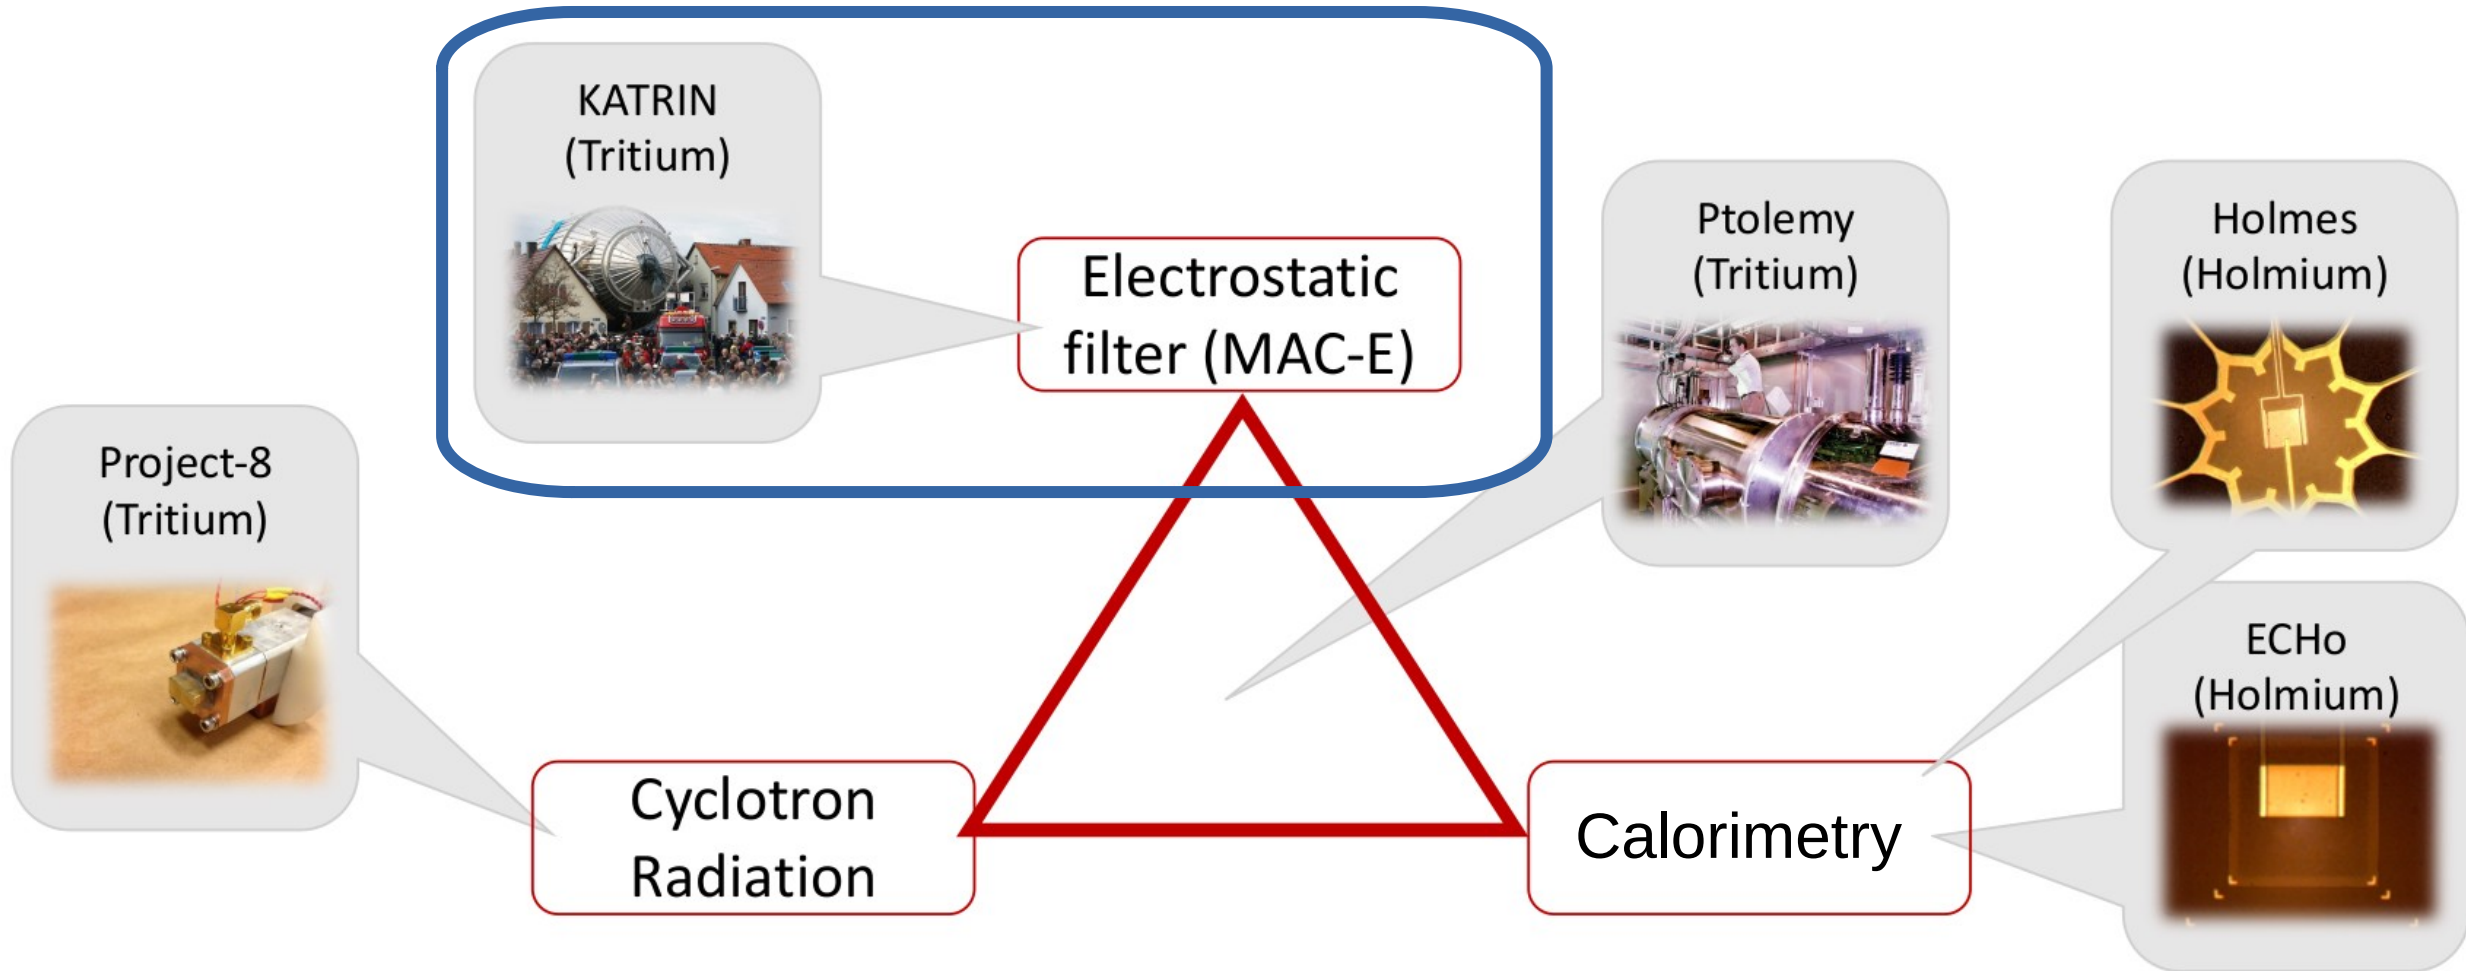 KATRIN
(Tritium)
Electrostatic
filter (MAC-E)
Ptolemy
(Tritium)
Holmes
(Holmium)
Project-8
(Tritium)
ECHo
(Holmium)
Cyclotron
Radiation
Calorimetry